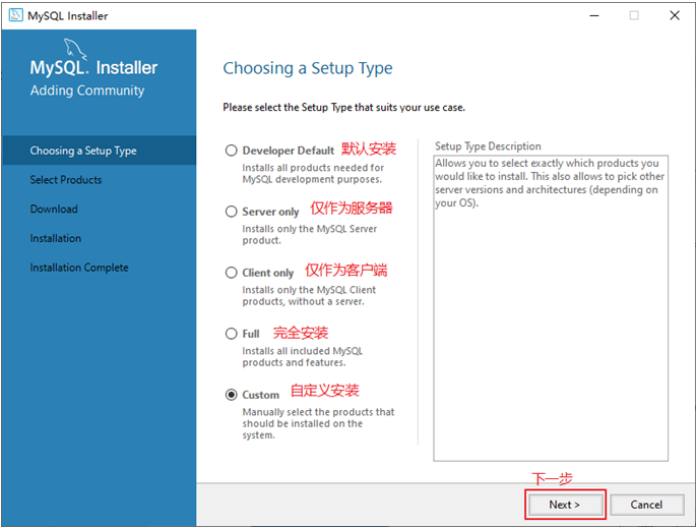 MySQL Installer
MySQL. Installer
Adding Community
Choosing a Setup Type
Select Products
Download
Installation
Installation Complete
Choosing a Setup Type
Please select the Setup Type that suits your use case.
Developer Default 默认安装
Installs all products needed for
MySQL development purposes.
Server only 仅作为服务器
Installs only the MySQL Server
product.
Client only 仅作为客户端
Installs only the MySQL Client
products, without a server.
Full 完全安装
Installs all included MySQL
products and features.
Custom 自定义安装
Manually select the products that
should be installed on the
system.
Setup Type Description
Allows you to select exactly which products you
would like to install. This also allows to pick other
server versions and architectures (depending on
your OS).
下一步
Next >
Cancel